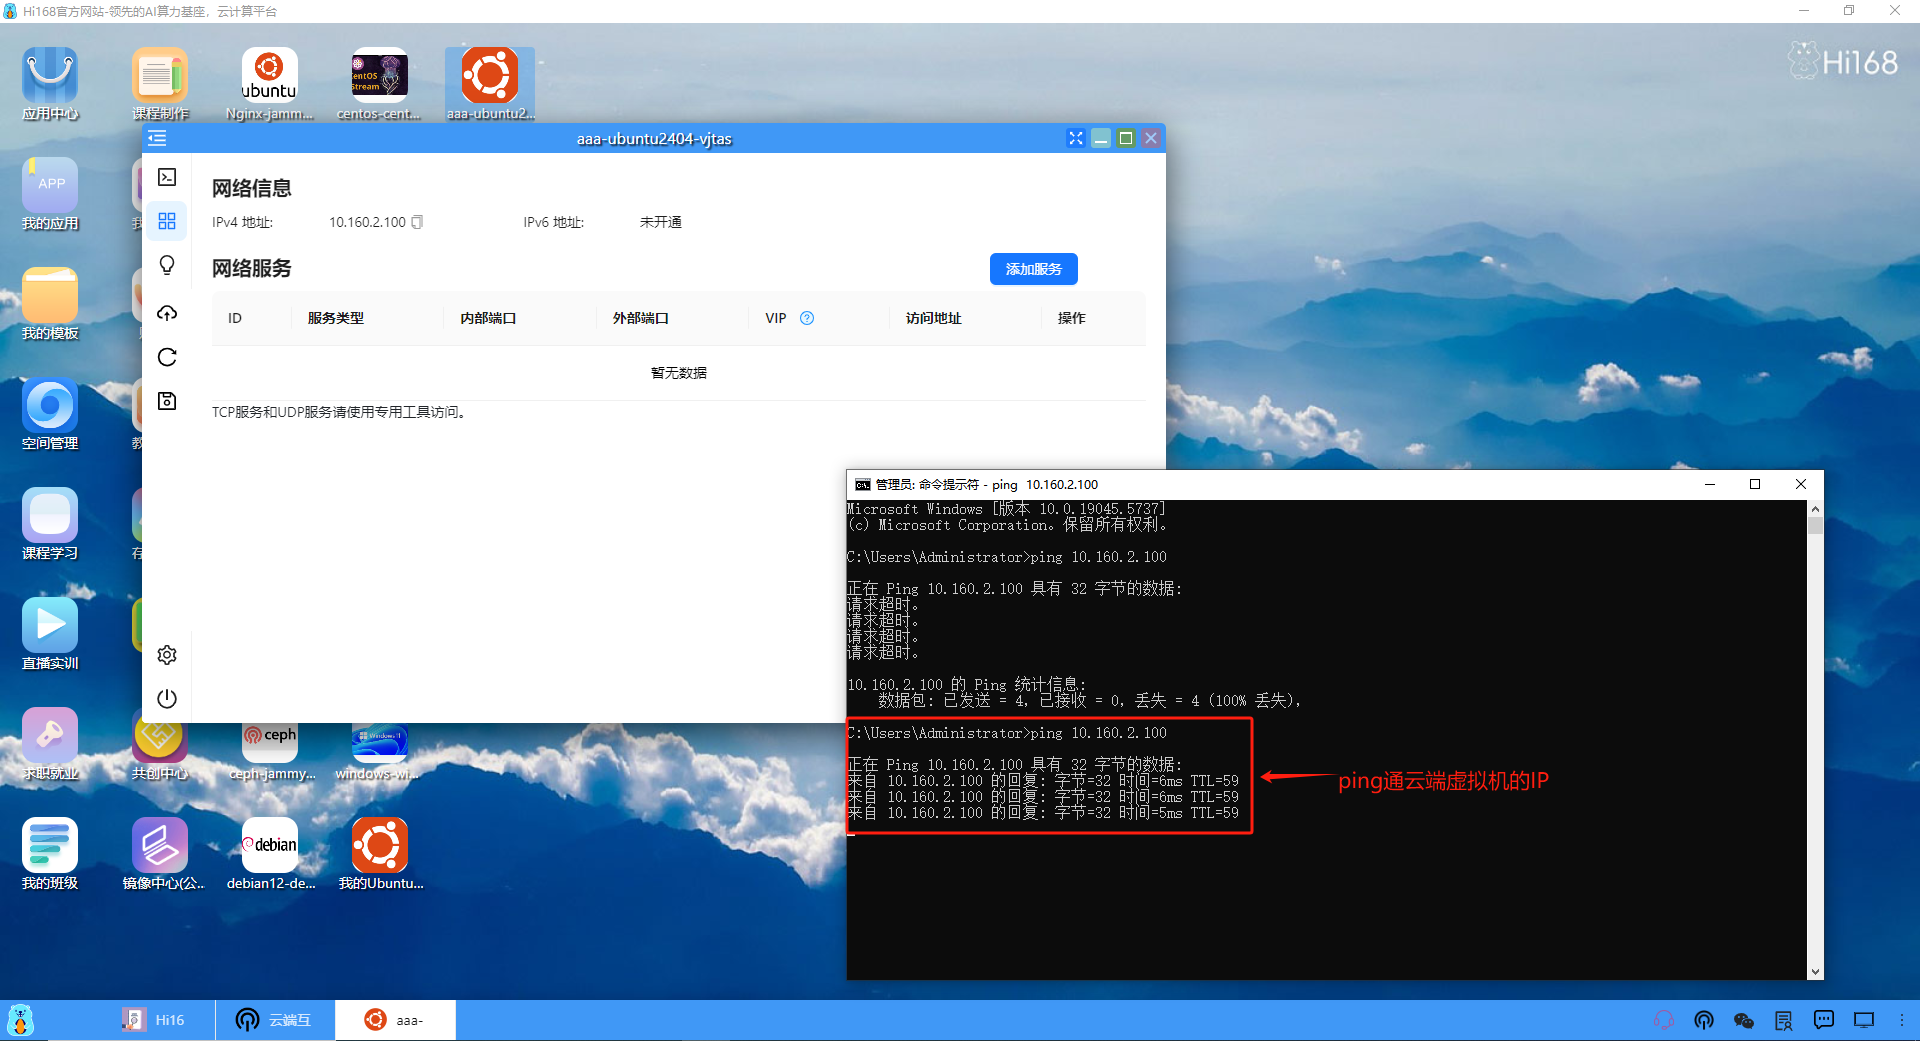 Hi168官方网站-领先的AI算力基座，云计算平台
Hi168
应用中心
课程制作
ubuntu
Nginx-jamm...
CentOS
Stream
centos-cent...
aaa-ubuntu2...
APP
我的应用
我的模板
空间管理
课程学习
直播实训
求职就业
共创中心
ceph
ceph-jammy...
Windows 11
windows-wi...
我的班级
镜像中心(公...
debian
debian12-de...
我的Ubuntu...
aaa-ubuntu2404-vjtas
网络信息
IPv4 地址:
10.160.2.100
IPv6 地址:
未开通
网络服务
添加服务
ID
服务类型
内部端口
外部端口
VIP
访问地址
操作
暂无数据
TCP服务和UDP服务请使用专用工具访问。
管理员: 命令提示符 - ping 10.160.2.100
Microsoft Windows [版本 10.0.19045.5737]
(c) Microsoft Corporation。保留所有权利。
C:\Users\Administrator>ping 10.160.2.100
正在 Ping 10.160.2.100 具有 32 字节的数据:
请求超时。
请求超时。
请求超时。
请求超时。
10.160.2.100 的 Ping 统计信息:
数据包: 已发送 = 4，已接收 = 0，丢失 = 4 (100% 丢失)，
C:\Users\Administrator>ping 10.160.2.100
正在 Ping 10.160.2.100 具有 32 字节的数据:
来自 10.160.2.100 的回复: 字节=32 时间=6ms TTL=59
来自 10.160.2.100 的回复: 字节=32 时间=6ms TTL=59
来自 10.160.2.100 的回复: 字节=32 时间=5ms TTL=59
ping通云端虚拟机的IP
Hi16
云端互
aaa-